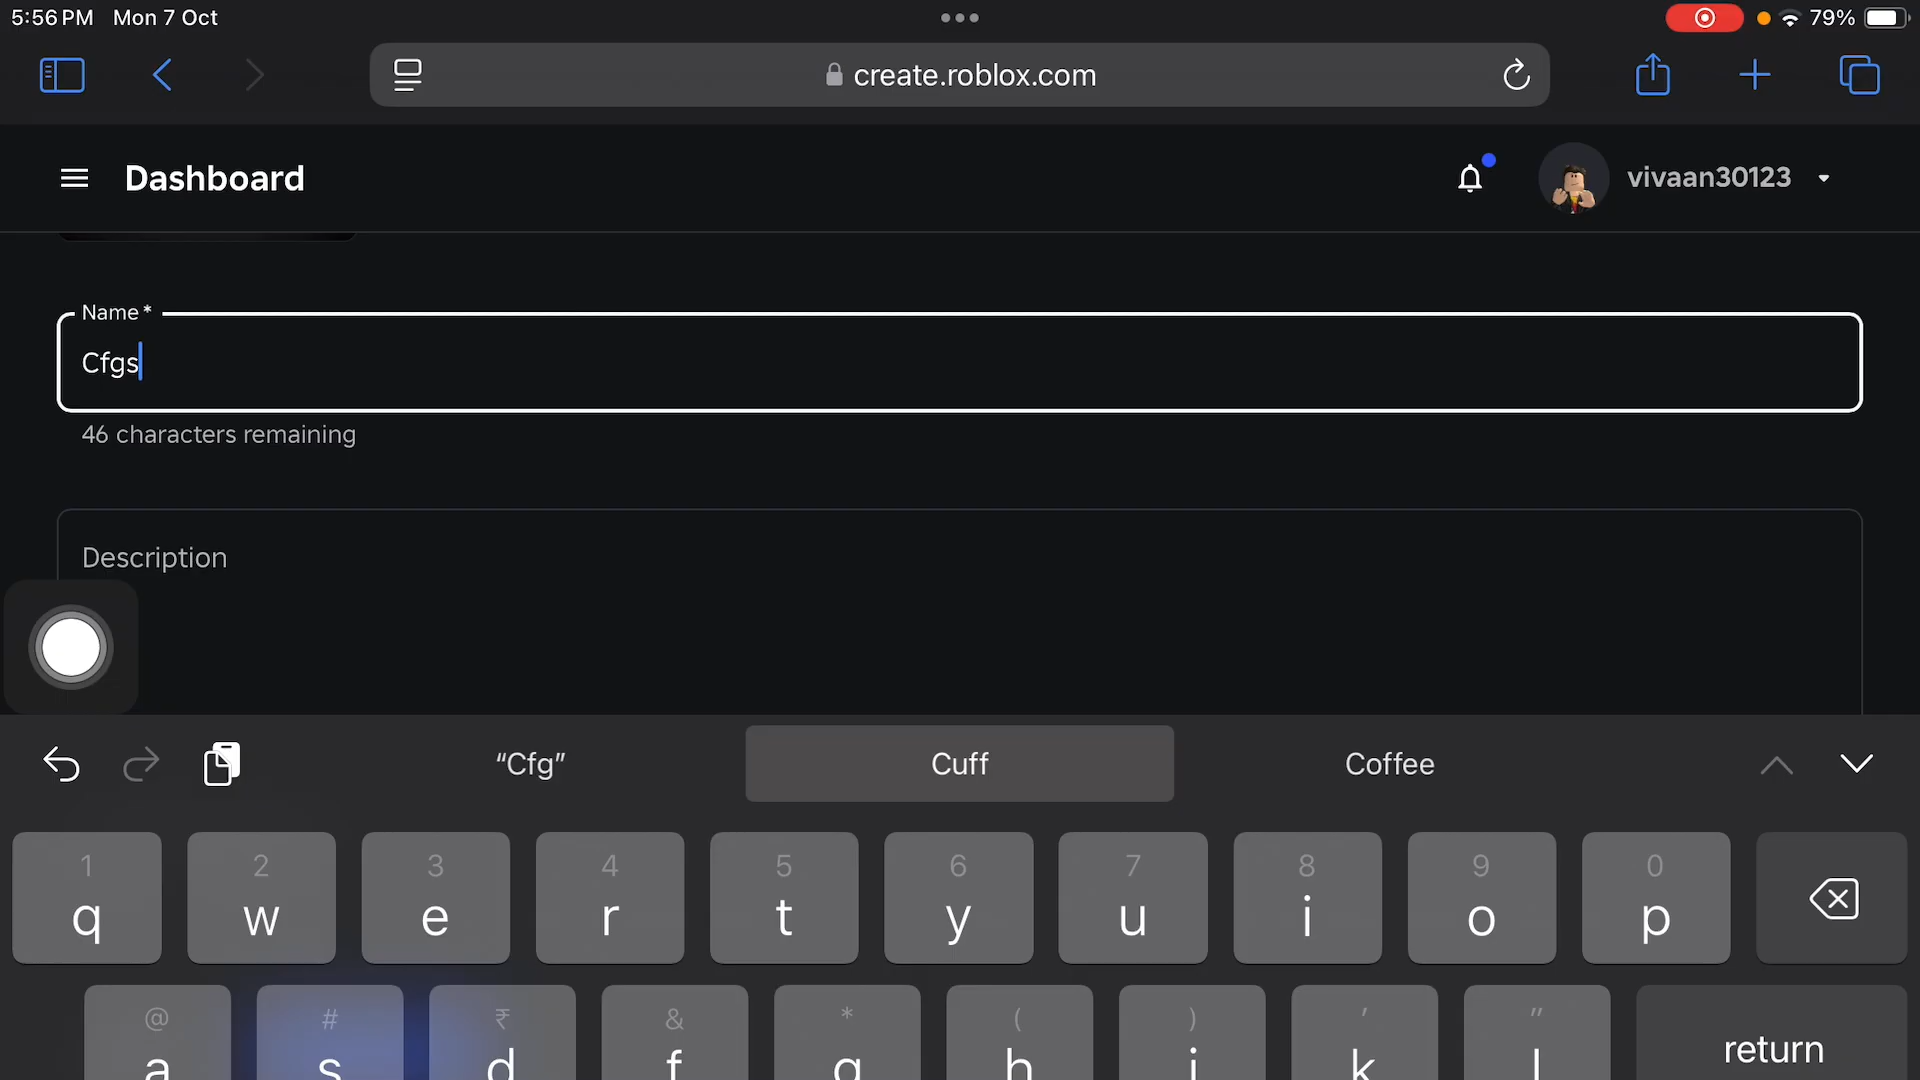 5:56 PM Mon 7 Oct
79%
create.roblox.com
Dashboard
vivaan30123
Name *
Cfgs
46 characters remaining
Description
“Cfg” Cuff Coffee
1 2 3 4 5 6 7 8 9 0
q w e r t y u i o p
@ # ₹ & * ( ) ' "
a s d f g h j k l return